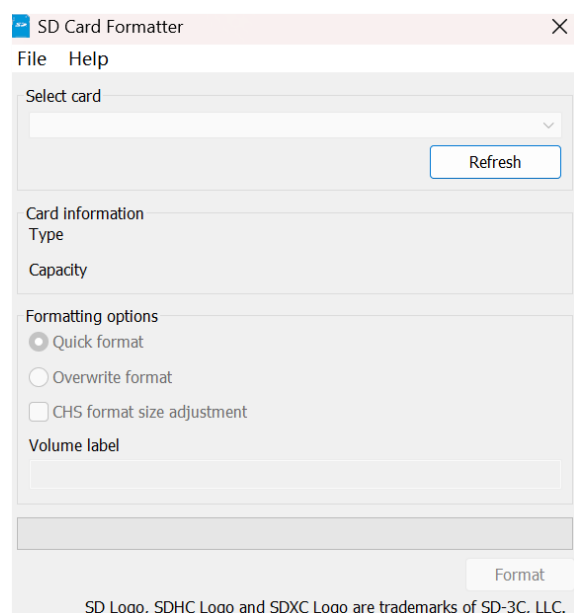 SD Card Formatter
File Help
Select card
Refresh
Card information
Type
Capacity
Formatting options
Quick format
Overwrite format
CHS format size adjustment
Volume label
Format
SD Logo, SDHC Logo and SDXC Logo are trademarks of SD-3C, LLC.